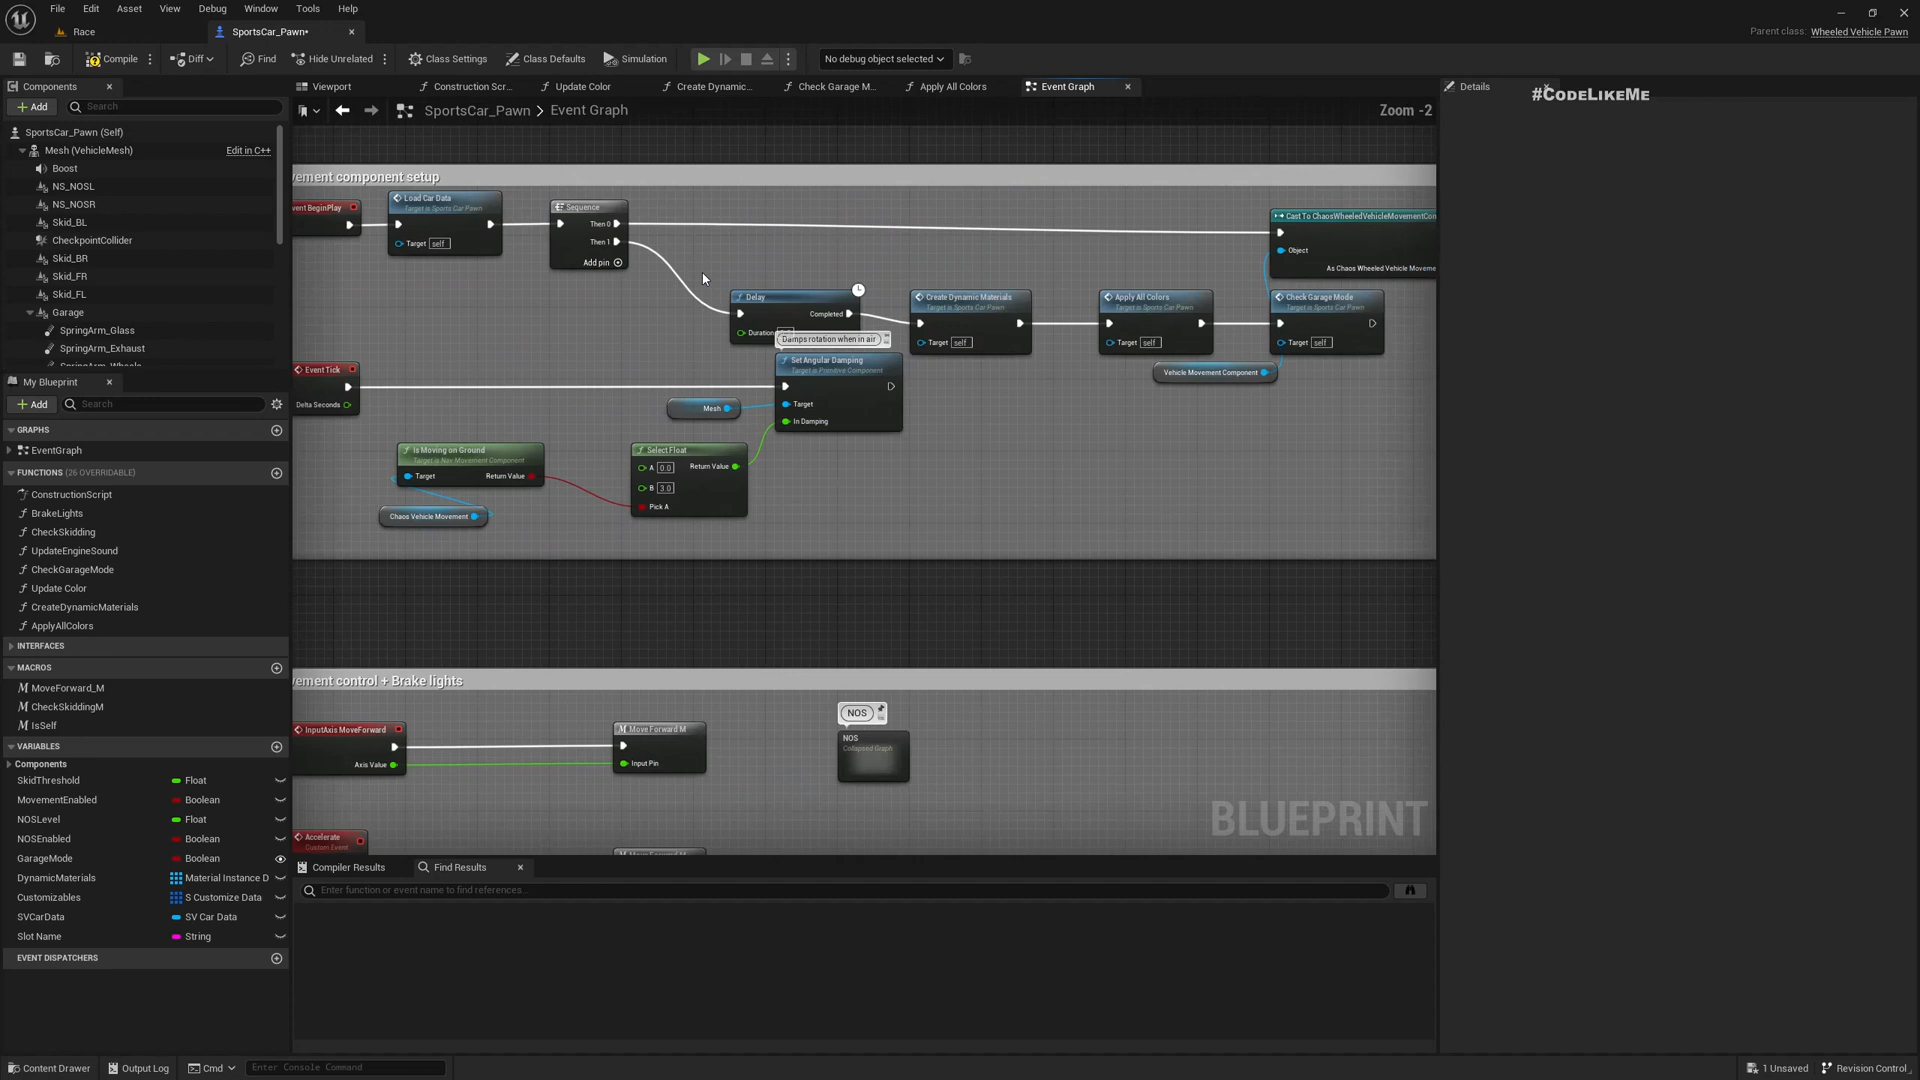 File Edit View Asset Debug Window Tools Help
Race
SportsCar_Pawn•
Parent class: Wheeled Vehicle Pawn
Compile
Diff
Find
Hide Unrelated
Class Settings
Class Defaults
Simulation
No debug object selected
Components
Add
Search
SportsCar_Pawn (Self)
Mesh (VehicleMesh)
Edit in C++
Boost
NS_NOSL
NS_NOSR
Skid_BL
CheckpointCollider
Skid_BR
Skid_FR
Skid_FL
Garage
SpringArm_Glass
SpringArm_Exhaust
My Blueprint
Add
Search
GRAPHS
EventGraph
FUNCTIONS (26 OVERRIDABLE)
ConstructionScript
BrakeLights
CheckSkidding
UpdateEngineSound
CheckGarageMode
Update Color
CreateDynamicMaterials
ApplyAllColors
INTERFACES
MACROS
MoveForward_M
CheckSkiddingM
IsSelf
VARIABLES
Components
SkidThreshold Float
MovementEnabled Boolean
NOSLevel Float
NOSEnabled Boolean
GarageMode Boolean
DynamicMaterials Material Instance D
Customizables S Customize Data
SVCarData SV Car Data
Slot Name String
EVENT DISPATCHERS
Viewport
Construction Scr...
Update Color
Create Dynamic...
Check Garage M...
Apply All Colors
Event Graph
SportsCar_Pawn > Event Graph
Zoom -2
vement component setup
vent BeginPlay
Load Car Data
Target is Sports Car Pawn
Target self
Sequence
Then 0
Then 1
Add pin
Cast To ChaosWheeledVehicleMovementCon
Object
As Chaos Wheeled Vehicle Moveme
Delay
Completed
Duration
Create Dynamic Materials
Target is Sports Car Pawn
Target self
Apply All Colors
Target is Sports Car Pawn
Target self
Check Garage Mode
Target is Sports Car Pawn
Target self
Vehicle Movement Component
Damps rotation when in air
Event Tick
Delta Seconds
Set Angular Damping
Target is Primitive Component
Target
In Damping
Mesh
Is Moving on Ground
Target is Nav Movement Component
Target
Return Value
Chaos Vehicle Movement
Select Float
A 0.0
Return Value
B 3.0
Pick A
vement control + Brake lights
InputAxis MoveForward
Axis Value
Move Forward M
Input Pin
NOS
NOS
Collapsed Graph
Accelerate
Custom Event
BLUEPRINT
Compiler Results
Find Results
Enter function or event name to find references...
Details
#CodeLikeMe
Content Drawer
Output Log
Cmd
Enter Console Command
1 Unsaved
Revision Control